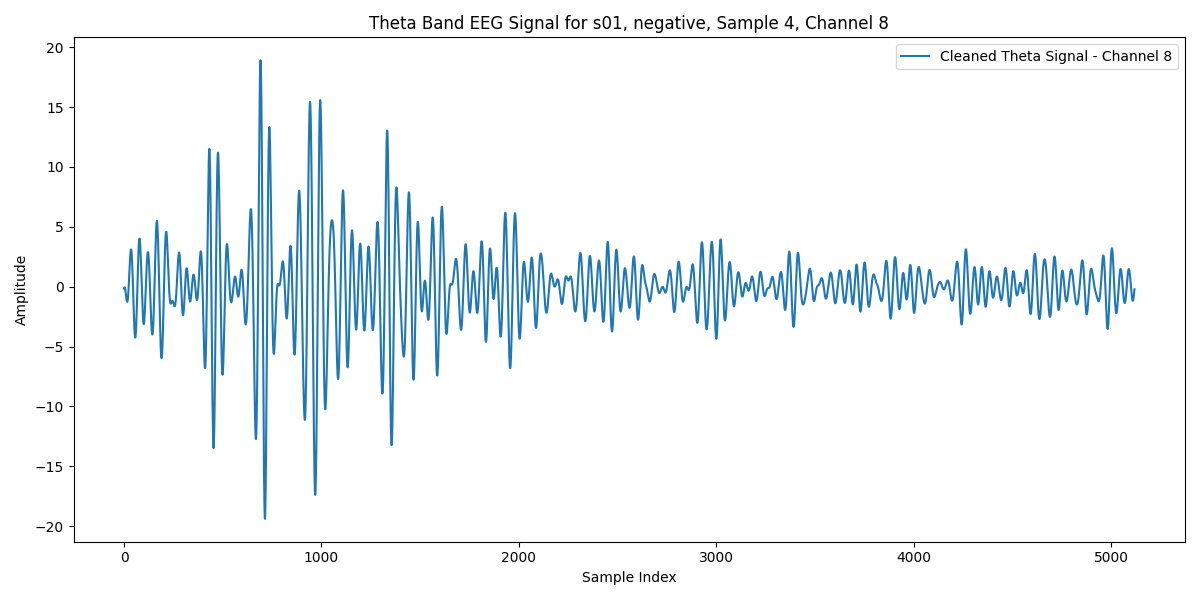 Theta Band EEG Signal for s01, negative, Sample 4, Channel 8
Cleaned Theta Signal - Channel 8
Amplitude
20
15
10
5
0
−5
−10
−15
−20
0 1000 2000 3000 4000 5000
Sample Index